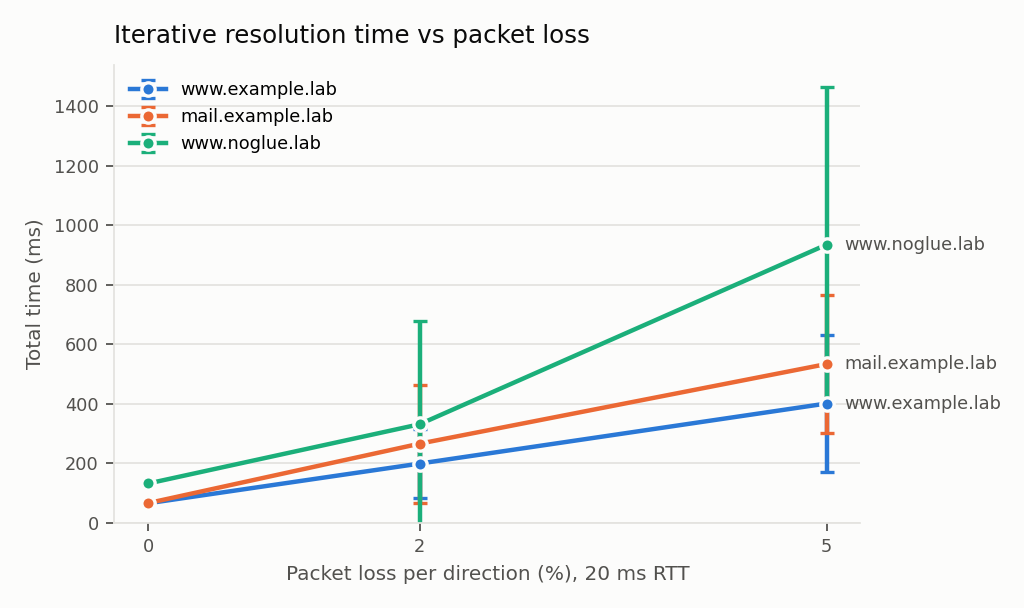 Iterative resolution time vs packet loss
www.example.lab
mail.example.lab
www.noglue.lab
Total time (ms)
1400
1200
1000
800
600
400
200
0
www.noglue.lab
mail.example.lab
www.example.lab
0 2 5
Packet loss per direction (%), 20 ms RTT